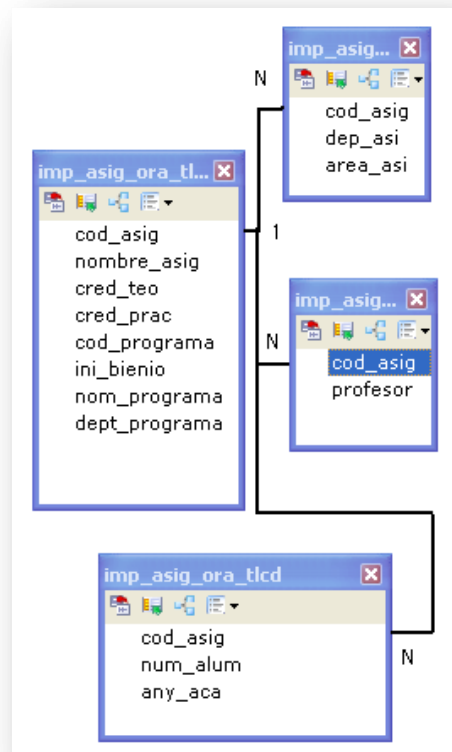 imp_asig...
N
cod_asig
dep_asi
area_asi
imp_asig_ora_tl...
cod_asig
nombre_asig
cred_teo
cred_prac
cod_programa
ini_bienio
nom_programa
dept_programa
1
imp_asig...
N
cod_asig
profesor
imp_asig_ora_tlcd
cod_asig
num_alum
any_aca
N